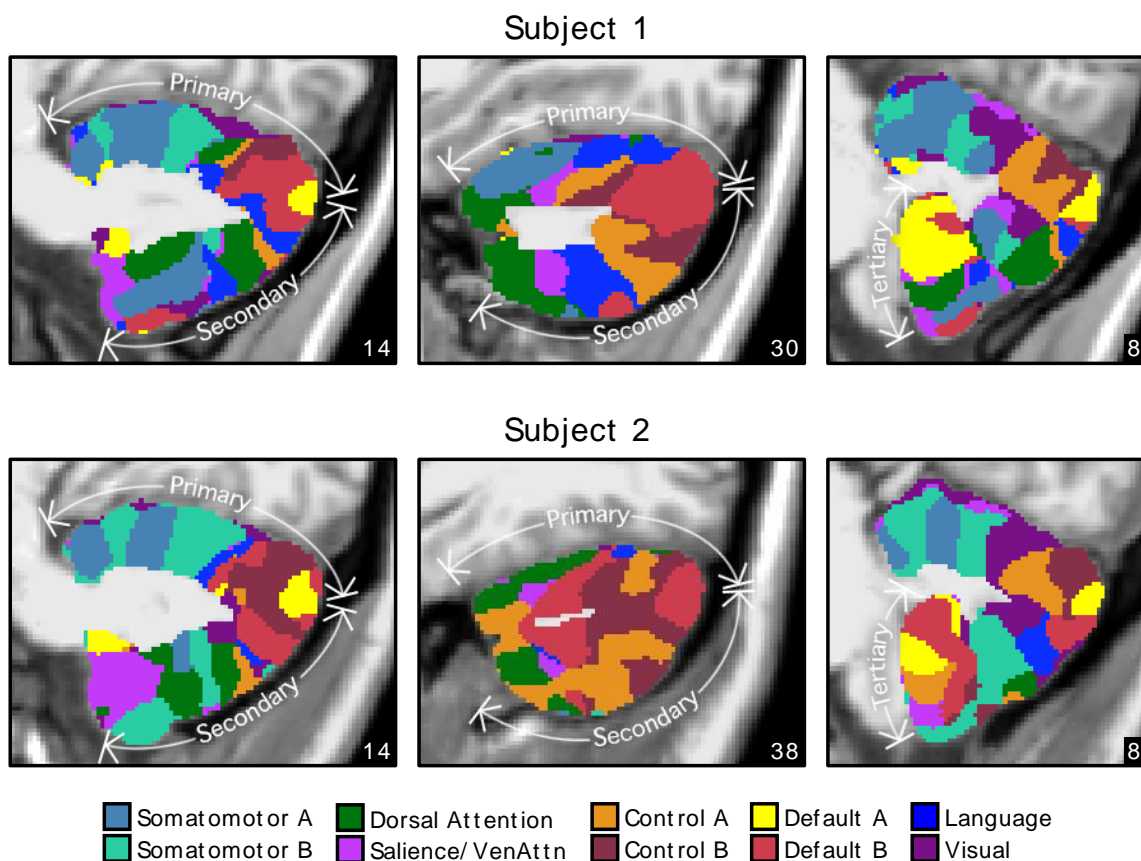 Subject 1
Primary
Secondary
14
Primary
Secondary
30
Tertiary
8
Subject 2
Primary
Secondary
14
Primary
Secondary
38
Tertiary
8
Somatomotor A
Dorsal Attention
Control A
Default A
Language
Somatomotor B
Salience/VenAttn
Control B
Default B
Visual